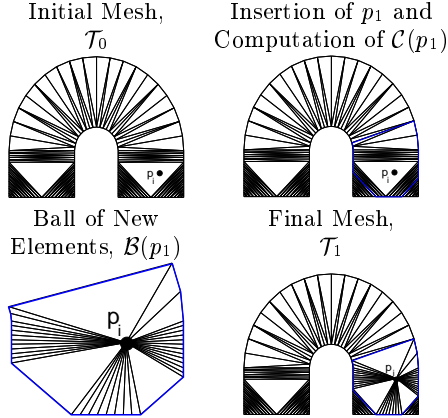 Initial Mesh,
𝒯₀
Insertion of p₁ and
Computation of 𝒞(p₁)
pᵢ
pᵢ
Ball of New
Elements, ℬ(p₁)
Final Mesh,
𝒯₁
pᵢ
pᵢ